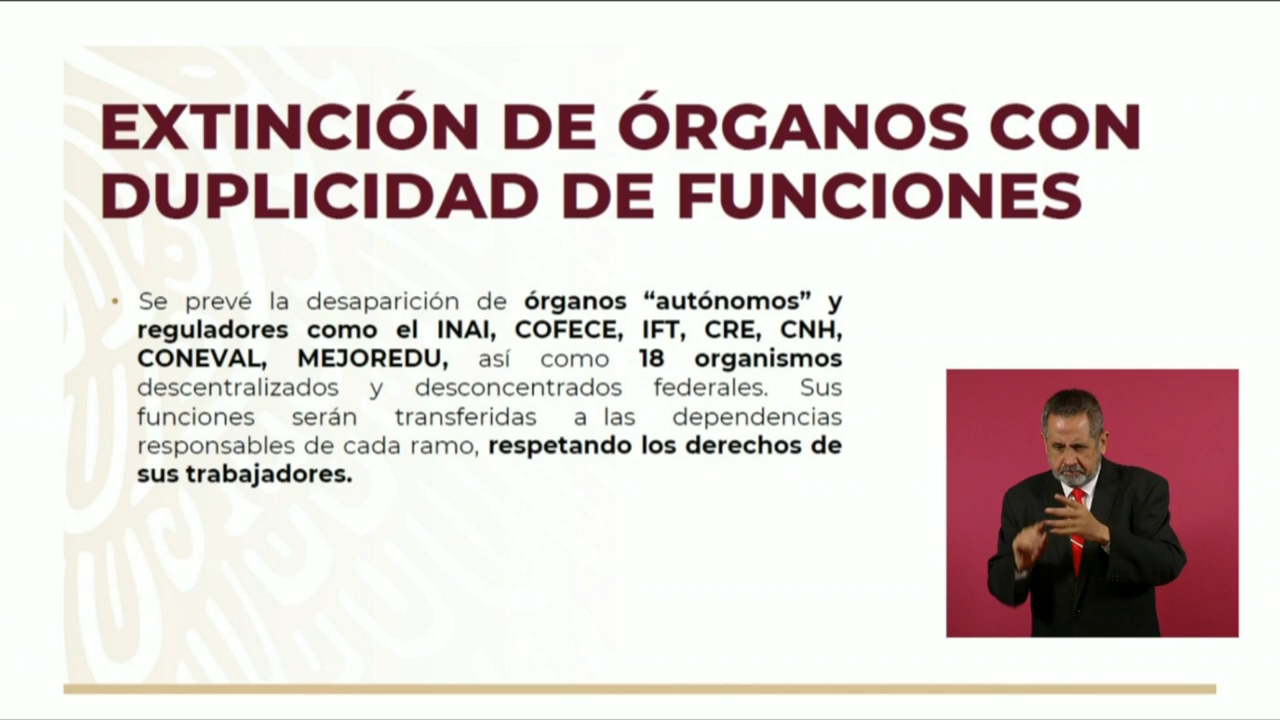 EXTINCIÓN DE ÓRGANOS CON
DUPLICIDAD DE FUNCIONES
• Se prevé la desaparición de órganos “autónomos” y
reguladores como el INAI, COFECE, IFT, CRE, CNH,
CONEVAL, MEJOREDU, así como 18 organismos
descentralizados y desconcentrados federales. Sus
funciones serán transferidas a las dependencias
responsables de cada ramo, respetando los derechos de
sus trabajadores.